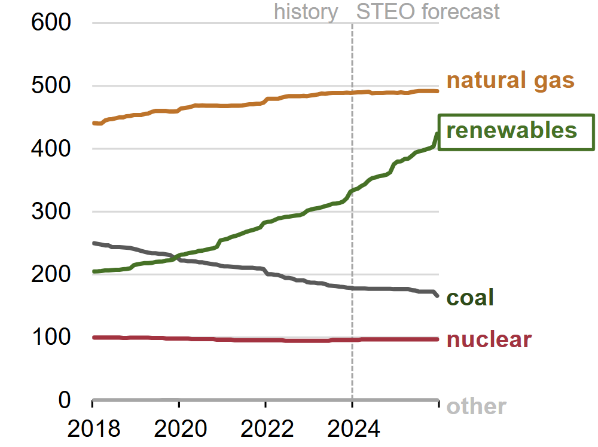 history STEO forecast
600
500
400
300
200
100
0
natural gas
renewables
coal
nuclear
other
2018 2020 2022 2024